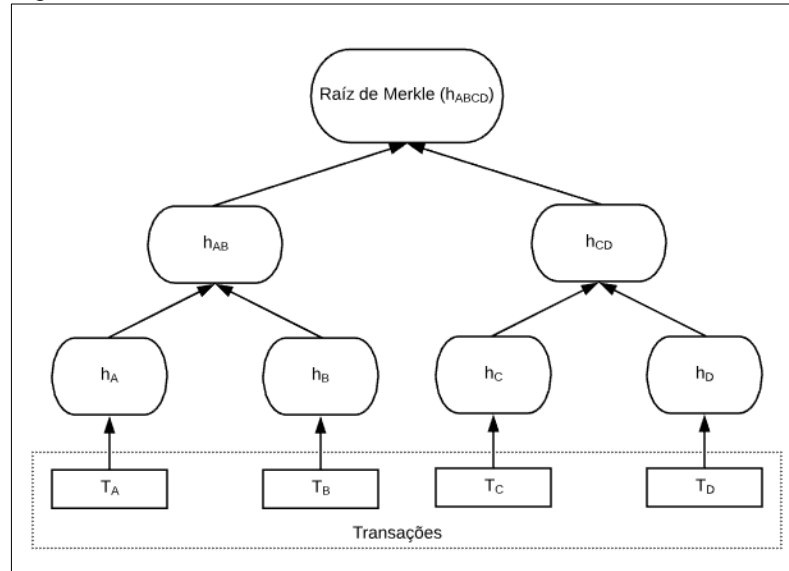 Raíz de Merkle (hABCD)
hAB
hCD
hA
hB
hC
hD
TA
TB
TC
TD
Transações